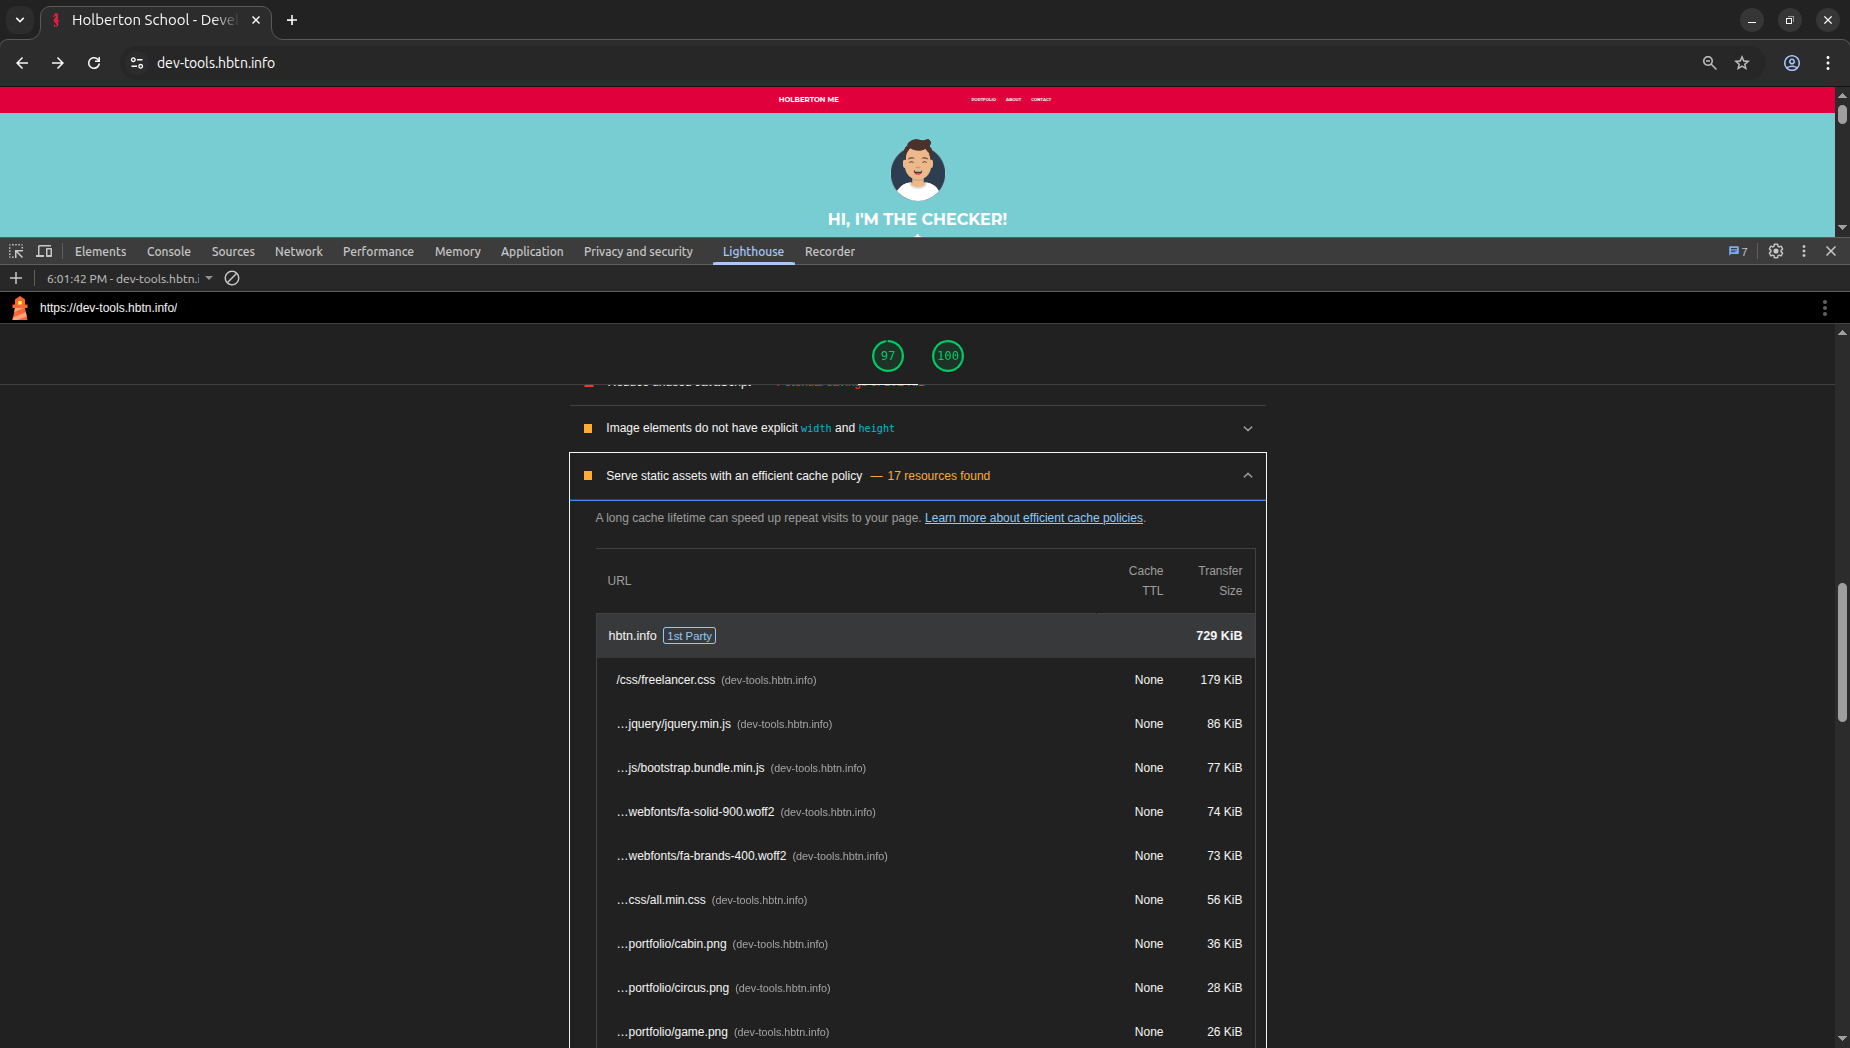 Holberton School - Devel
dev-tools.hbtn.info
HOLBERTON ME
PORTFOLIO ABOUT CONTACT
HI, I'M THE CHECKER!
Elements Console Sources Network Performance Memory Application Privacy and security Lighthouse Recorder 7
6:01:42 PM - dev-tools.hbtn.i
https://dev-tools.hbtn.info/
97 100
Image elements do not have explicit width and height
Serve static assets with an efficient cache policy — 17 resources found
A long cache lifetime can speed up repeat visits to your page. Learn more about efficient cache policies.
URL Cache TTL Transfer Size
hbtn.info 1st Party 729 KiB
/css/freelancer.css (dev-tools.hbtn.info) None 179 KiB
…jquery/jquery.min.js (dev-tools.hbtn.info) None 86 KiB
…js/bootstrap.bundle.min.js (dev-tools.hbtn.info) None 77 KiB
…webfonts/fa-solid-900.woff2 (dev-tools.hbtn.info) None 74 KiB
…webfonts/fa-brands-400.woff2 (dev-tools.hbtn.info) None 73 KiB
…css/all.min.css (dev-tools.hbtn.info) None 56 KiB
…portfolio/cabin.png (dev-tools.hbtn.info) None 36 KiB
…portfolio/circus.png (dev-tools.hbtn.info) None 28 KiB
…portfolio/game.png (dev-tools.hbtn.info) None 26 KiB